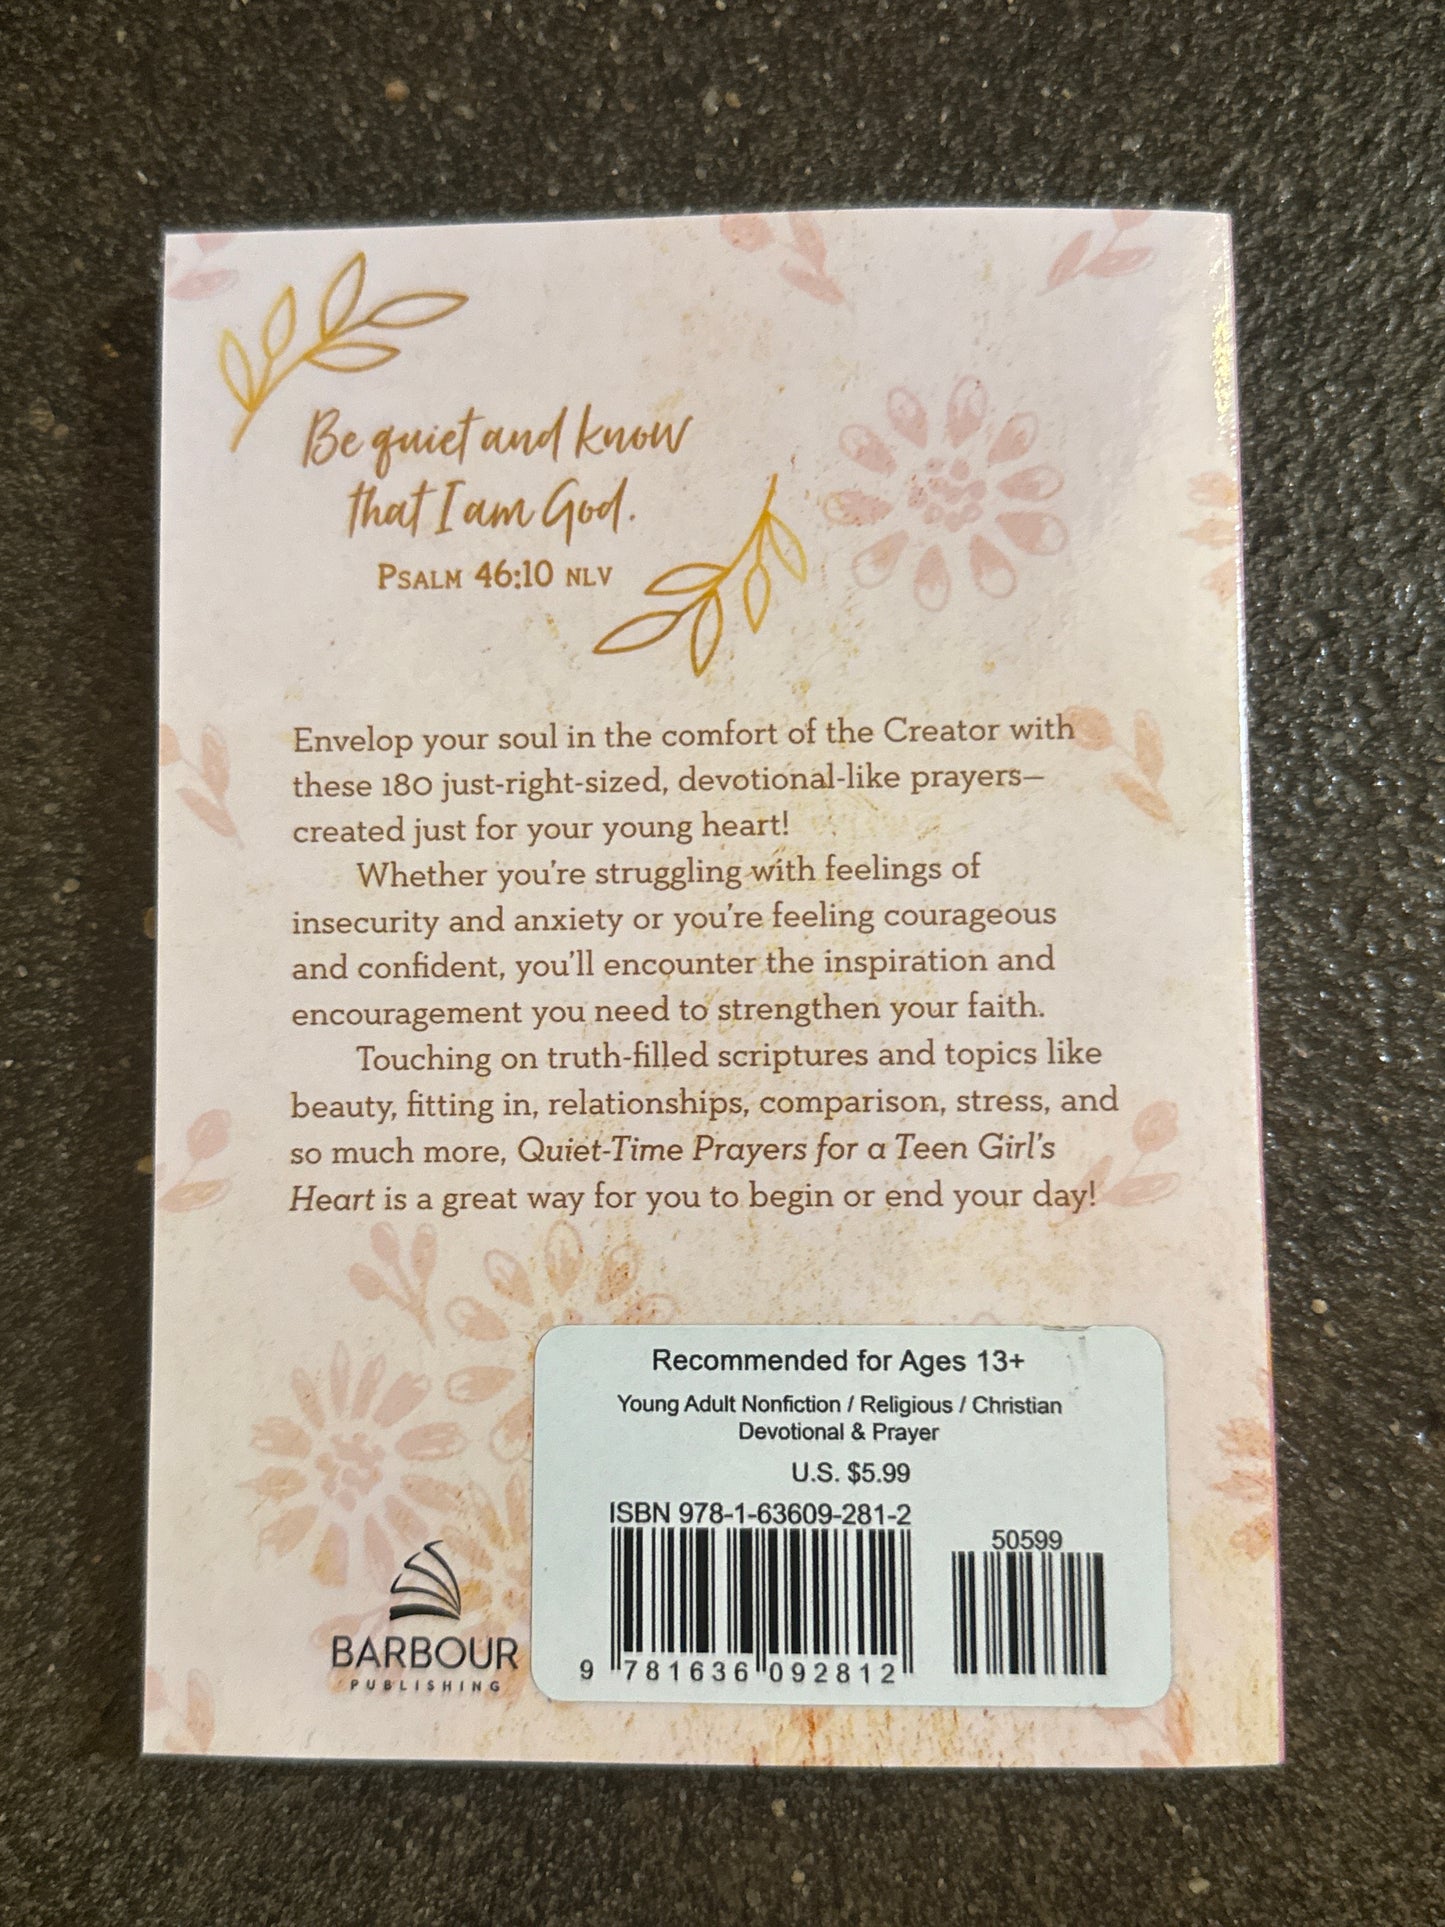 Be quiet and know
that I am God.
Psalm 46:10 NLV
Envelop your soul in the comfort of the Creator with
these 180 just-right-sized, devotional-like prayers—
created just for your young heart!
Whether you're struggling with feelings of
insecurity and anxiety or you're feeling courageous
and confident, you'll encounter the inspiration and
encouragement you need to strengthen your faith.
Touching on truth-filled scriptures and topics like
beauty, fitting in, relationships, comparison, stress, and
so much more, Quiet-Time Prayers for a Teen Girl's
Heart is a great way for you to begin or end your day!
Recommended for Ages 13+
Young Adult Nonfiction / Religious / Christian
Devotional & Prayer
U.S. $5.99
ISBN 978-1-63609-281-2
50599
9 781636 092812
BARBOUR
PUBLISHING